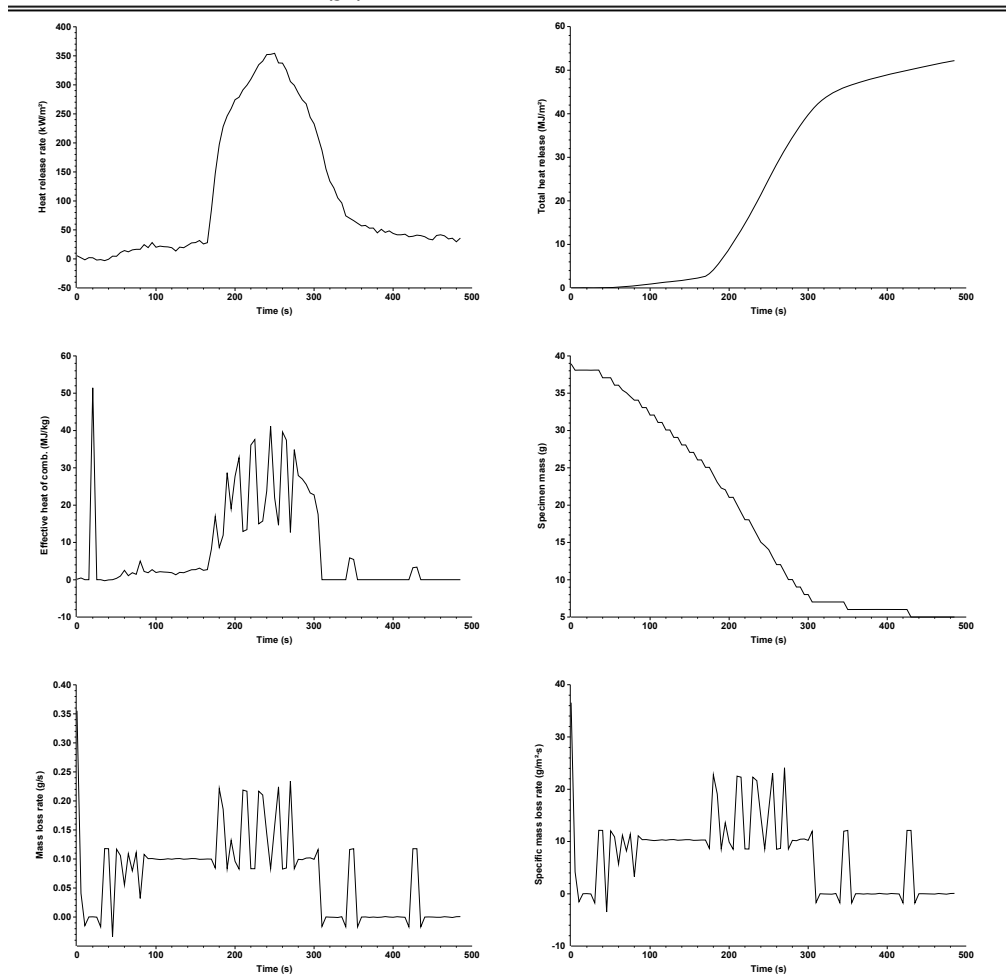 Heat release rate (kW/m²)
400
350
300
250
200
150
100
50
0
-50
0 100 200 300 400 500
Time (s)
Total heat release (MJ/m²)
60
50
40
30
20
10
0
0 100 200 300 400 500
Time (s)
Effective heat of comb. (MJ/kg)
60
50
40
30
20
10
0
-10
0 100 200 300 400 500
Time (s)
Specimen mass (g)
40
35
30
25
20
15
10
5
0 100 200 300 400 500
Time (s)
Mass loss rate (g/s)
0.40
0.35
0.30
0.25
0.20
0.15
0.10
0.05
0.00
0 100 200 300 400 500
Time (s)
Specific mass loss rate (g/m²·s)
40
30
20
10
0
-10
0 100 200 300 400 500
Time (s)